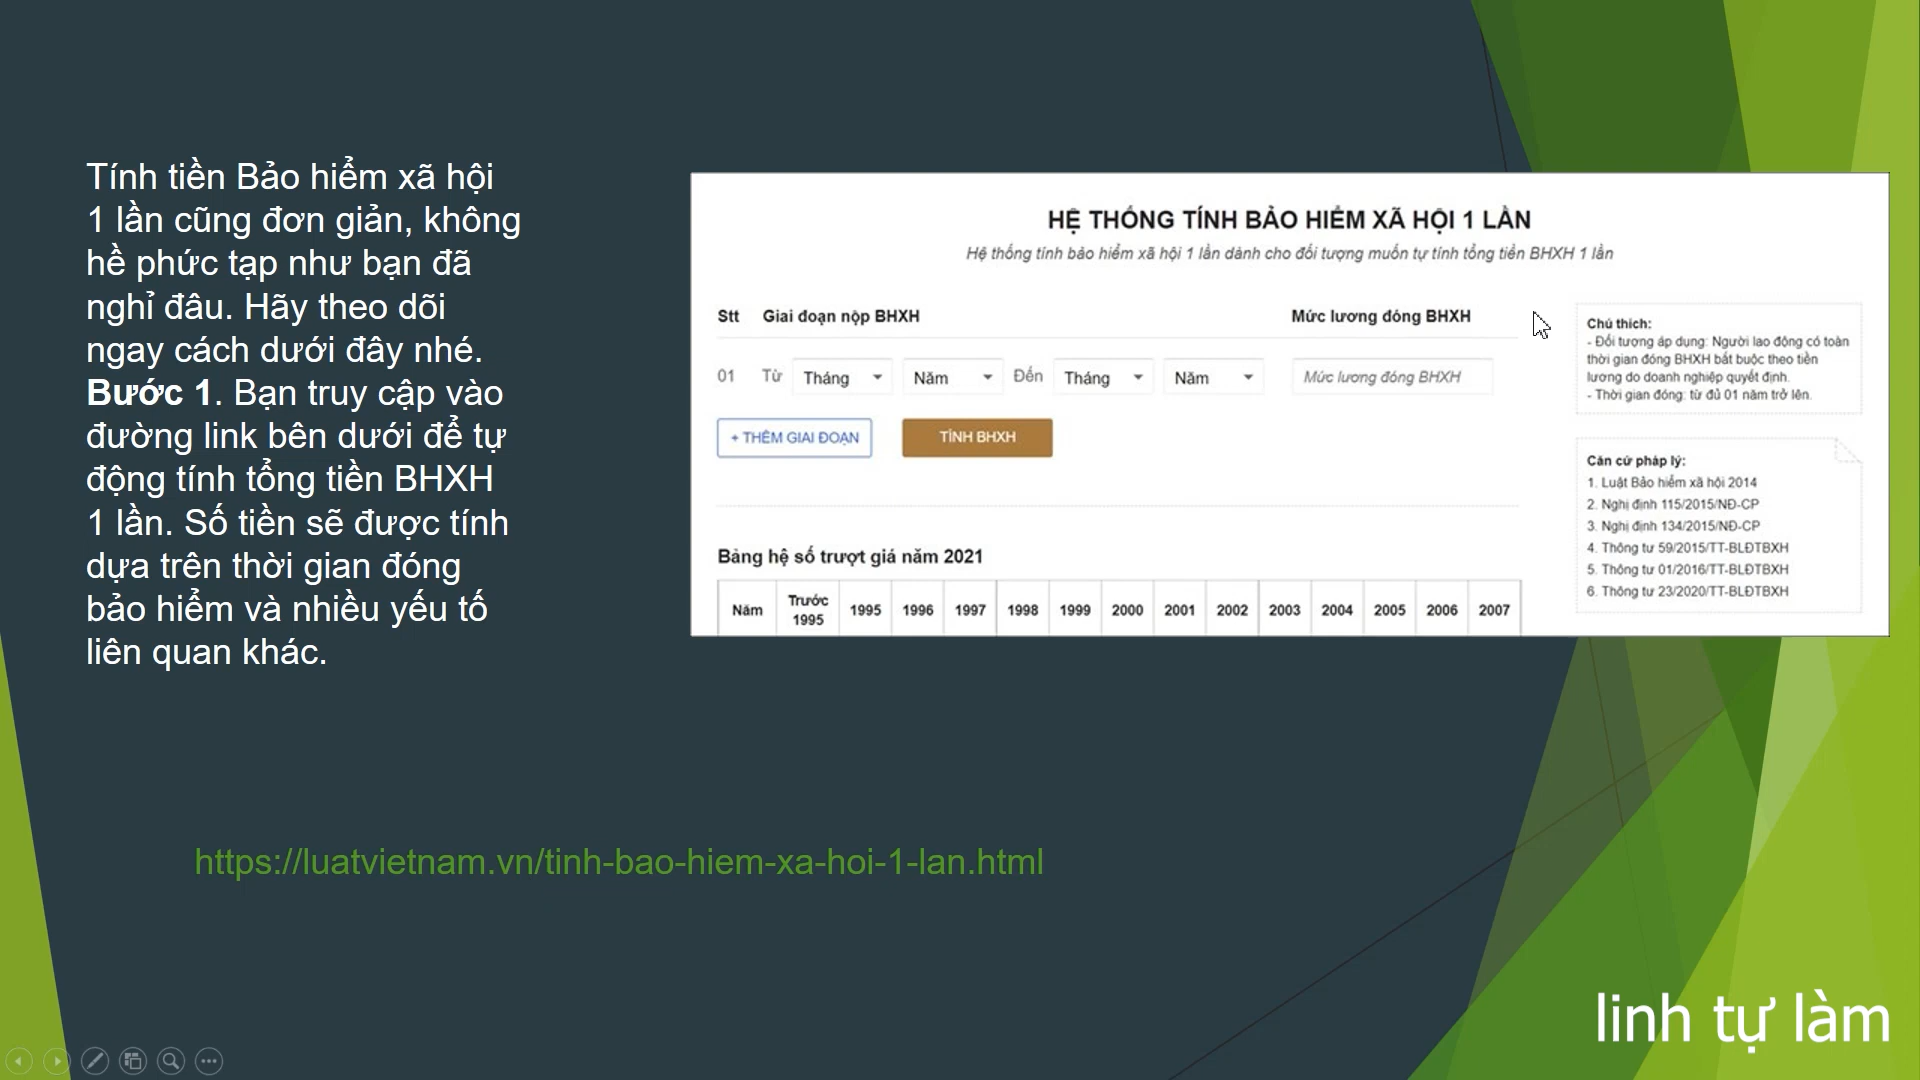 Tính tiền Bảo hiểm xã hội
1 lần cũng đơn giản, không
hề phức tạp như bạn đã
nghỉ đâu. Hãy theo dõi
ngay cách dưới đây nhé.
Bước 1. Bạn truy cập vào
đường link bên dưới để tự
động tính tổng tiền BHXH
1 lần. Số tiền sẽ được tính
dựa trên thời gian đóng
bảo hiểm và nhiều yếu tố
liên quan khác.
HỆ THỐNG TÍNH BẢO HIỂM XÃ HỘI 1 LẦN
Hệ thống tính bảo hiểm xã hội 1 lần dành cho đối tượng muốn tự tính tổng tiền BHXH 1 lần
Stt Giai đoạn nộp BHXH Mức lương đóng BHXH
01 Từ Tháng Năm Đến Tháng Năm Mức lương đóng BHXH
+ THÊM GIAI ĐOẠN TÍNH BHXH
Bảng hệ số trượt giá năm 2021
Năm Trước 1995 1995 1996 1997 1998 1999 2000 2001 2002 2003 2004 2005 2006 2007
Chú thích:
- Đối tượng áp dụng: Người lao động có toàn
thời gian đóng BHXH bắt buộc theo tiền
lương do doanh nghiệp quyết định.
- Thời gian đóng: từ đủ 01 năm trở lên.
Căn cứ pháp lý:
1. Luật Bảo hiểm xã hội 2014
2. Nghị định 115/2015/NĐ-CP
3. Nghị định 134/2015/NĐ-CP
4. Thông tư 59/2015/TT-BLĐTBXH
5. Thông tư 01/2016/TT-BLĐTBXH
6. Thông tư 23/2020/TT-BLĐTBXH
https://luatvietnam.vn/tinh-bao-hiem-xa-hoi-1-lan.html
linh tự làm